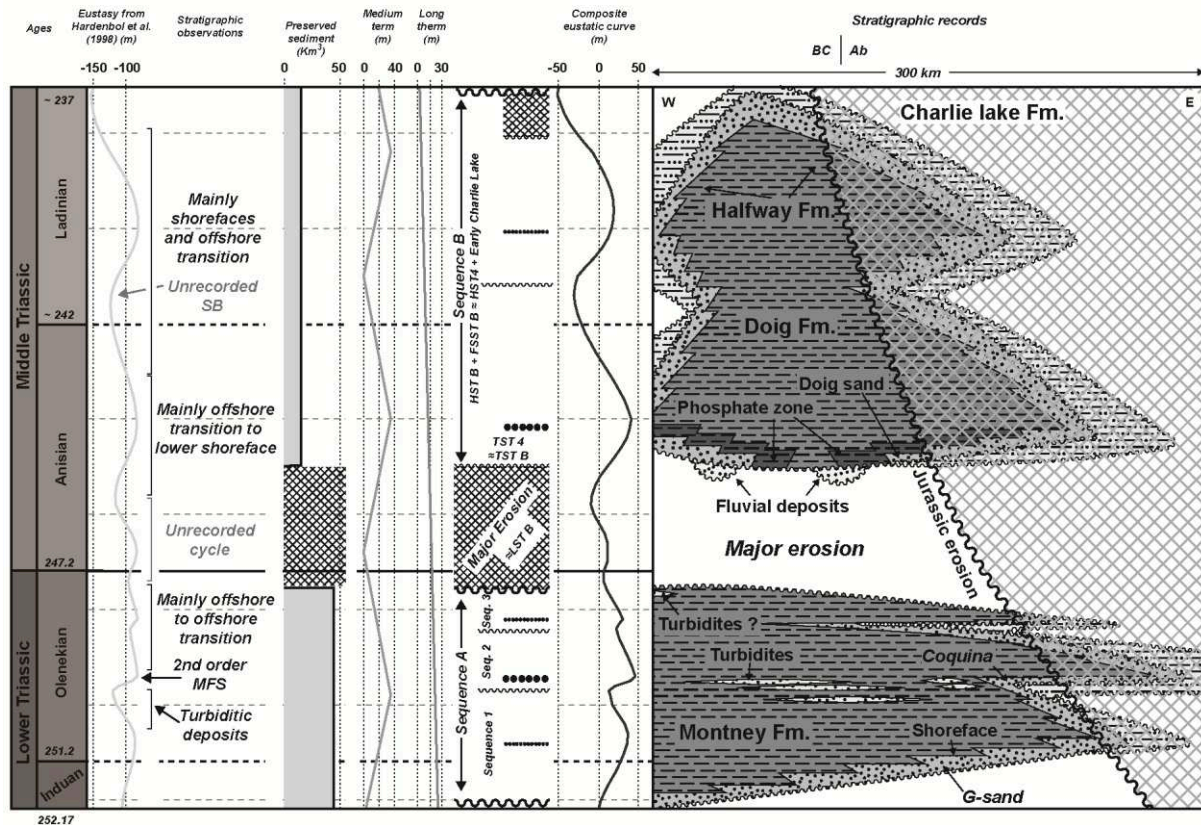 Ages
Eustasy from
Hardenbol et al.
(1998) (m)
-150 -100
Stratigraphic
observations
Preserved
sediment
(Km³)
0 50
Medium
term
(m)
0 40
Long
therm
(m)
0 30
Composite
eustatic curve
(m)
-50 0 50
Stratigraphic records
BC Ab
300 km
W
E
Middle Triassic
Lower Triassic
~ 237
Ladinian
~ 242
Anisian
247.2
Olenekian
251.2
Induan
252.17
Mainly
shorefaces
and offshore
transition
Unrecorded
SB
Mainly offshore
transition to
lower shoreface
Unrecorded
cycle
Mainly offshore
to offshore
transition
2nd order
MFS
Turbiditic
deposits
Sequence B
HST B + FSST B ≈ HST4 + Early Charlie Lake
TST 4
≈TST B
Major Erosion
≈LST B
Sequence A
Seq. 3
Seq. 2
Sequence 1
Charlie lake Fm.
Halfway Fm.
Doig Fm.
Doig sand
Phosphate zone
Fluvial deposits
Jurassic erosion
Major erosion
Turbidites ?
Turbidites
Coquina
Montney Fm.
Shoreface
G-sand